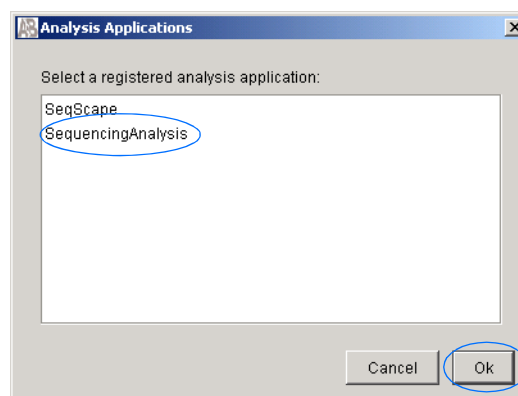 Analysis Applications
Select a registered analysis application:
SeqScape
SequencingAnalysis
Cancel
Ok